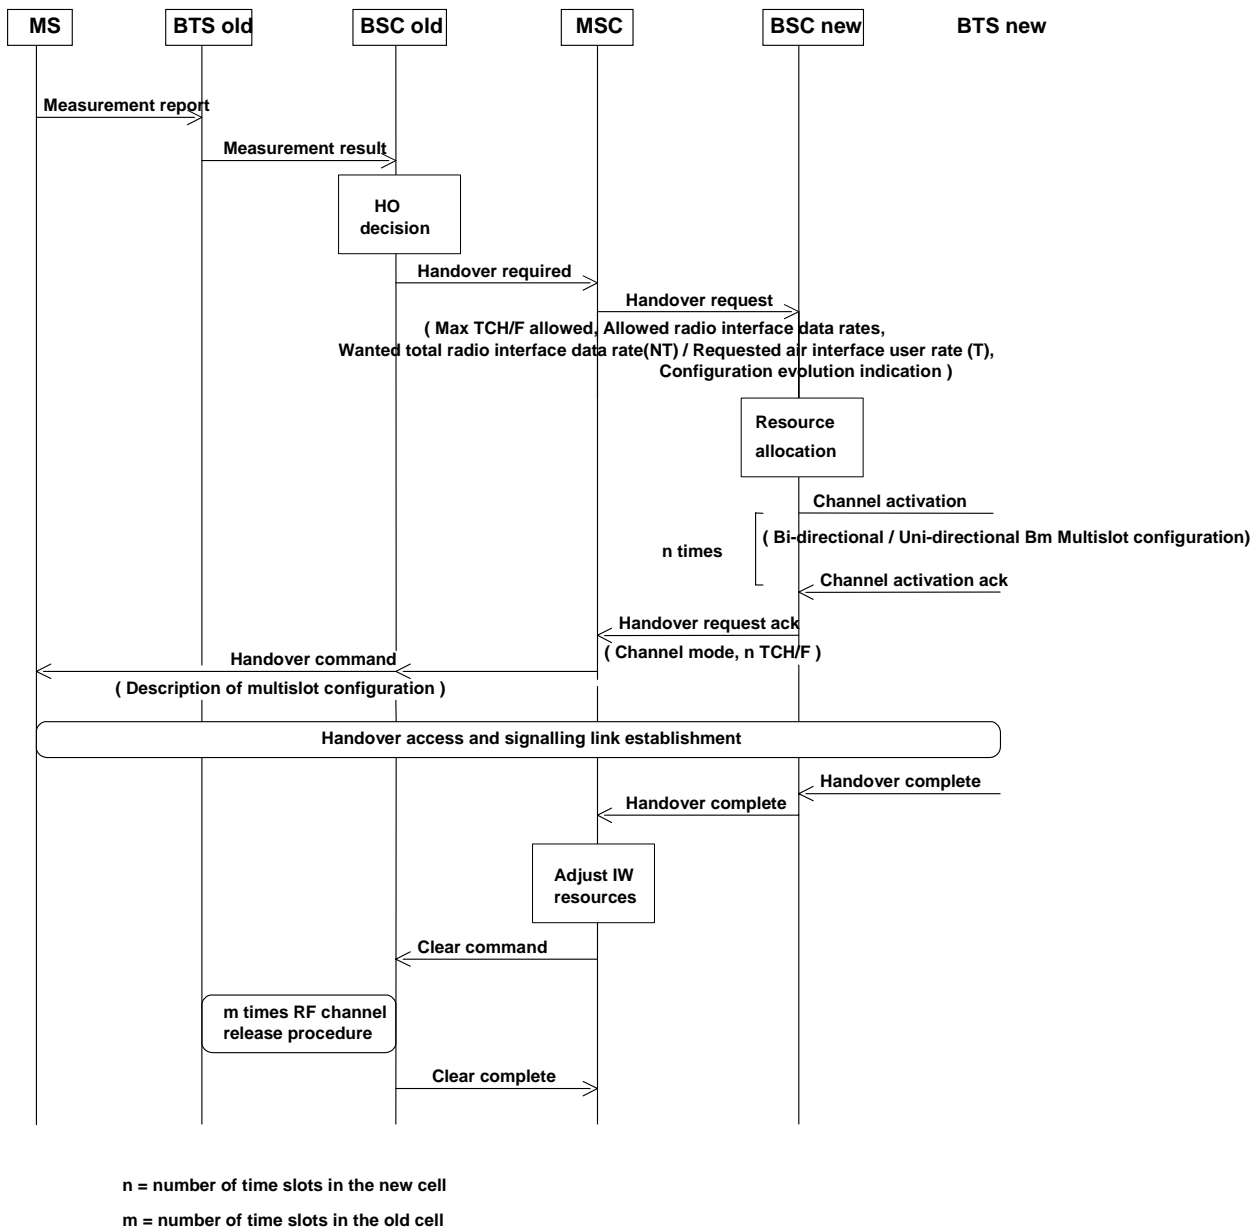 MS
BTS old
BSC old
MSC
BSC new
BTS new
Measurement report
Measurement result
HO
decision
Handover required
Handover request
( Max TCH/F allowed, Allowed radio interface data rates,
Wanted total radio interface data rate(NT) / Requested air interface user rate (T),
Configuration evolution indication )
Resource
allocation
Channel activation
( Bi-directional / Uni-directional Bm Multislot configuration)
n times
Channel activation ack
Handover request ack
( Channel mode, n TCH/F )
Handover command
( Description of multislot configuration )
Handover access and signalling link establishment
Handover complete
Handover complete
Adjust IW
resources
Clear command
m times RF channel
release procedure
Clear complete
n = number of time slots in the new cell
m = number of time slots in the old cell